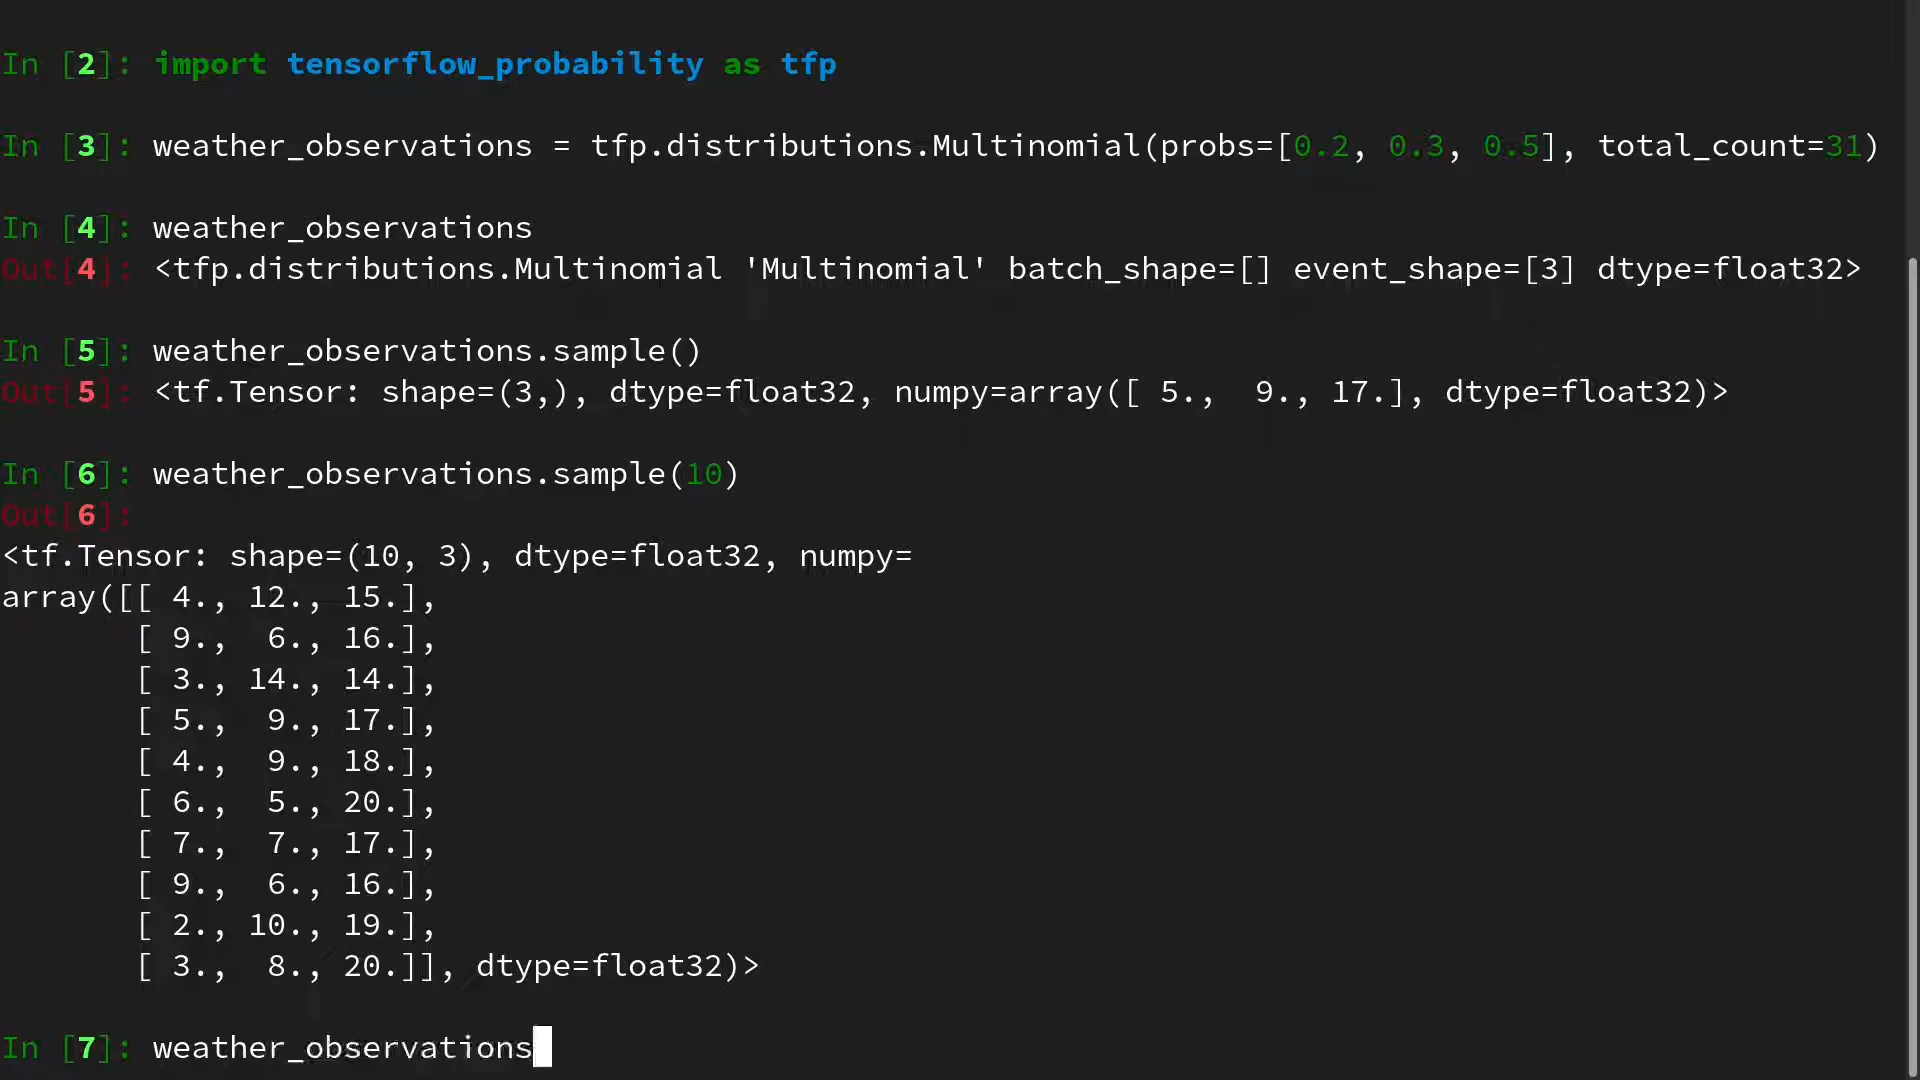 In [2]: import tensorflow_probability as tfp
In [3]: weather_observations = tfp.distributions.Multinomial(probs=[0.2, 0.3, 0.5], total_count=31)
In [4]: weather_observations
Out[4]: <tfp.distributions.Multinomial 'Multinomial' batch_shape=[] event_shape=[3] dtype=float32>
In [5]: weather_observations.sample()
Out[5]: <tf.Tensor: shape=(3,), dtype=float32, numpy=array([ 5.,  9., 17.], dtype=float32)>
In [6]: weather_observations.sample(10)
Out[6]:
<tf.Tensor: shape=(10, 3), dtype=float32, numpy=
array([[ 4., 12., 15.],
       [ 9.,  6., 16.],
       [ 3., 14., 14.],
       [ 5.,  9., 17.],
       [ 4.,  9., 18.],
       [ 6.,  5., 20.],
       [ 7.,  7., 17.],
       [ 9.,  6., 16.],
       [ 2., 10., 19.],
       [ 3.,  8., 20.]], dtype=float32)>
In [7]: weather_observations